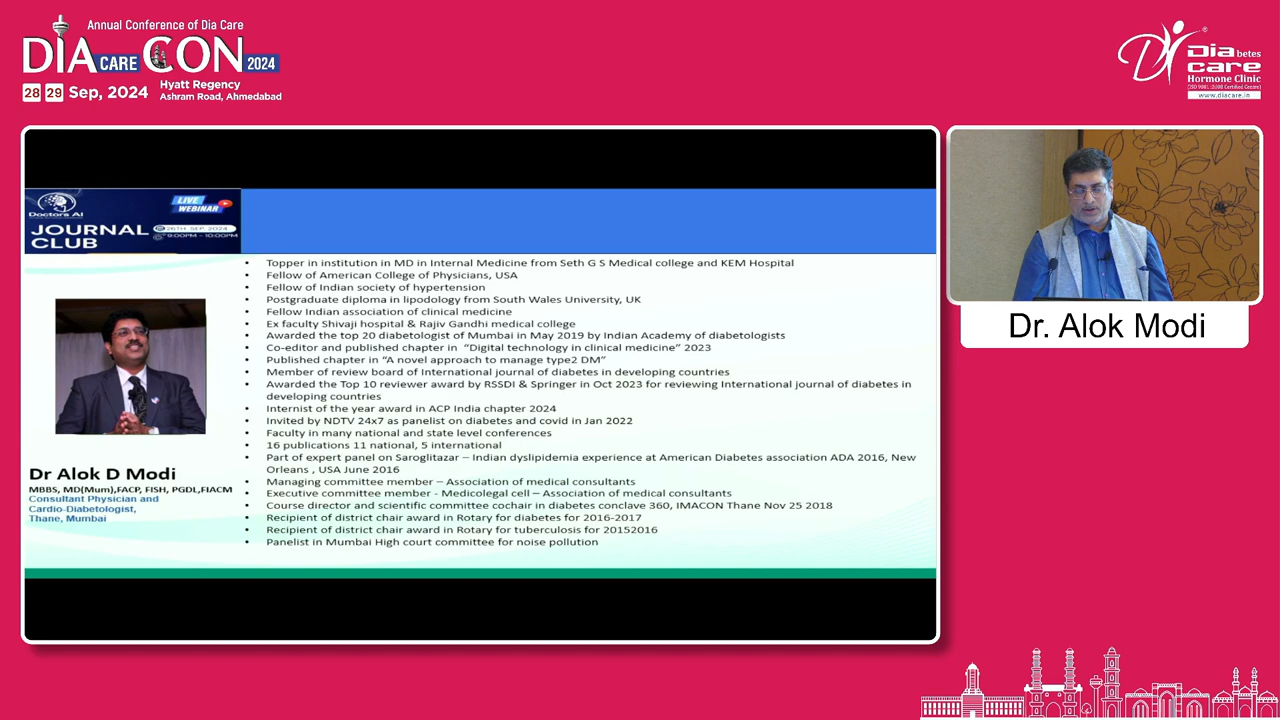 Annual Conference of Dia Care
DIA CARE CON 2024
28 29 Sep, 2024
Hyatt Regency
Ashram Road, Ahmedabad
Diabetes
care
Hormone Clinic
(ISO 9001:2008 Certified Centre)
www.diacare.in
Doctors AI
LIVE
WEBINAR
JOURNAL
CLUB
26TH SEP, 2024
9:00PM - 10:00PM
• Topper in institution in MD in Internal Medicine from Seth G S Medical college and KEM Hospital
• Fellow of American College of Physicians, USA
• Fellow of Indian society of hypertension
• Postgraduate diploma in lipodology from South Wales University, UK
• Fellow Indian association of clinical medicine
• Ex faculty Shivaji hospital & Rajiv Gandhi medical college
• Awarded the top 20 diabetologist of Mumbai in May 2019 by Indian Academy of diabetologists
• Co-editor and published chapter in “Digital technology in clinical medicine” 2023
• Published chapter in “A novel approach to manage type2 DM”
• Member of review board of International journal of diabetes in developing countries
• Awarded the Top 10 reviewer award by RSSDI & Springer in Oct 2023 for reviewing International journal of diabetes in
developing countries
• Internist of the year award in ACP India chapter 2024
• Invited by NDTV 24x7 as panelist on diabetes and covid in Jan 2022
• Faculty in many national and state level conferences
• 16 publications 11 national, 5 international
• Part of expert panel on Saroglitazar – Indian dyslipidemia experience at American Diabetes association ADA 2016, New
Orleans , USA June 2016
• Managing committee member – Association of medical consultants
• Executive committee member - Medicolegal cell – Association of medical consultants
• Course director and scientific committee cochair in diabetes conclave 360, IMACON Thane Nov 25 2018
• Recipient of district chair award in Rotary for diabetes for 2016-2017
• Recipient of district chair award in Rotary for tuberculosis for 20152016
• Panelist in Mumbai High court committee for noise pollution
Dr Alok D Modi
MBBS, MD(Mum),FACP, FISH, PGDL,FIACM
Consultant Physician and
Cardio-Diabetologist,
Thane, Mumbai
Dr. Alok Modi